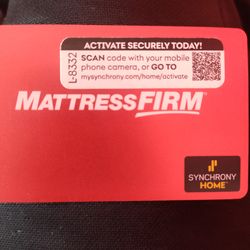 ACTIVATE SECURELY TODAY!
L-8332
SCAN code with your mobile
phone camera, or GO TO
mysynchrony.com/home/activate
MATTRESSFIRM
SYNCHRONY
HOME